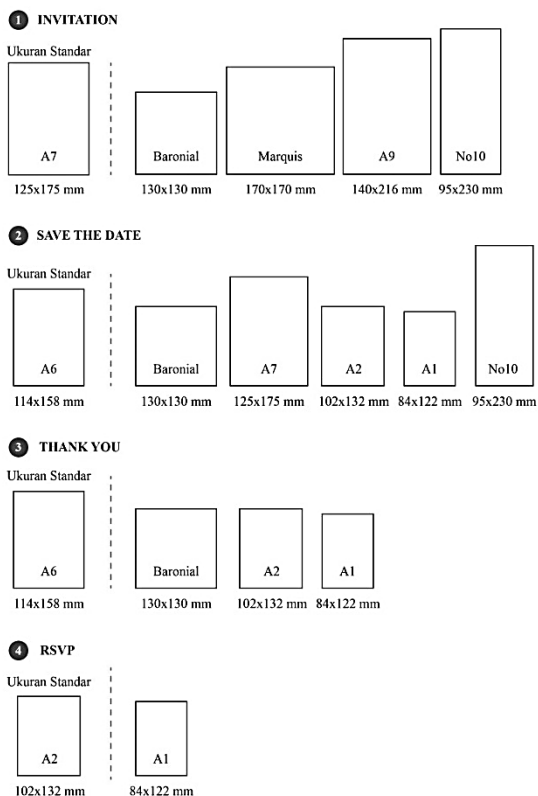 1 INVITATION
Ukuran Standar
A7 Baronial Marquis A9 No10
125x175 mm 130x130 mm 170x170 mm 140x216 mm 95x230 mm
2 SAVE THE DATE
Ukuran Standar
A6 Baronial A7 A2 A1 No10
114x158 mm 130x130 mm 125x175 mm 102x132 mm 84x122 mm 95x230 mm
3 THANK YOU
Ukuran Standar
A6 Baronial A2 A1
114x158 mm 130x130 mm 102x132 mm 84x122 mm
4 RSVP
Ukuran Standar
A2 A1
102x132 mm 84x122 mm